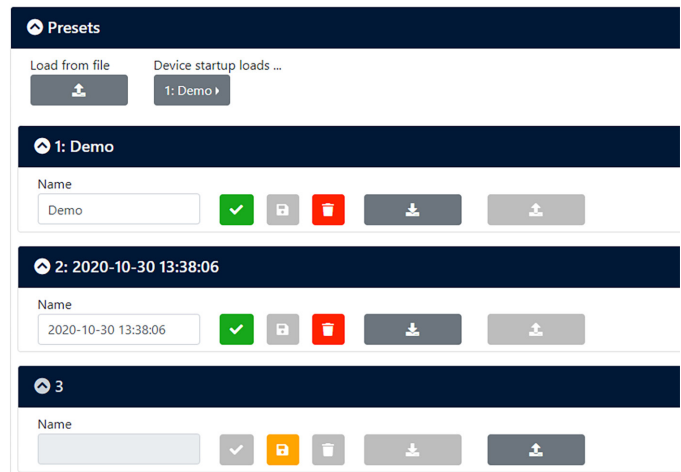 Presets
Load from file
Device startup loads ...
1: Demo
1: Demo
Name
Demo
2: 2020-10-30 13:38:06
Name
2020-10-30 13:38:06
3
Name